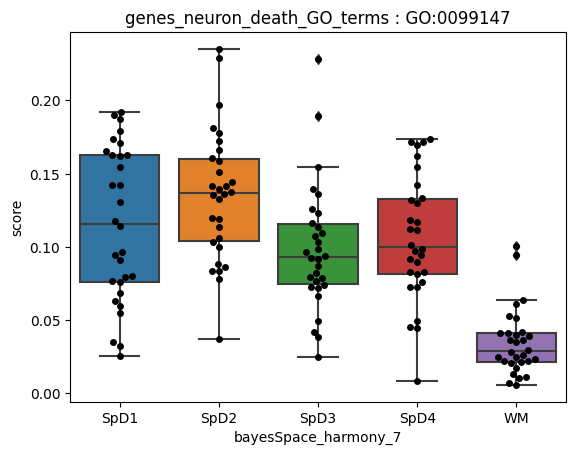 genes_neuron_death_GO_terms : GO:0099147
score
0.20
0.15
0.10
0.05
0.00
SpD1 SpD2 SpD3 SpD4 WM
bayesSpace_harmony_7